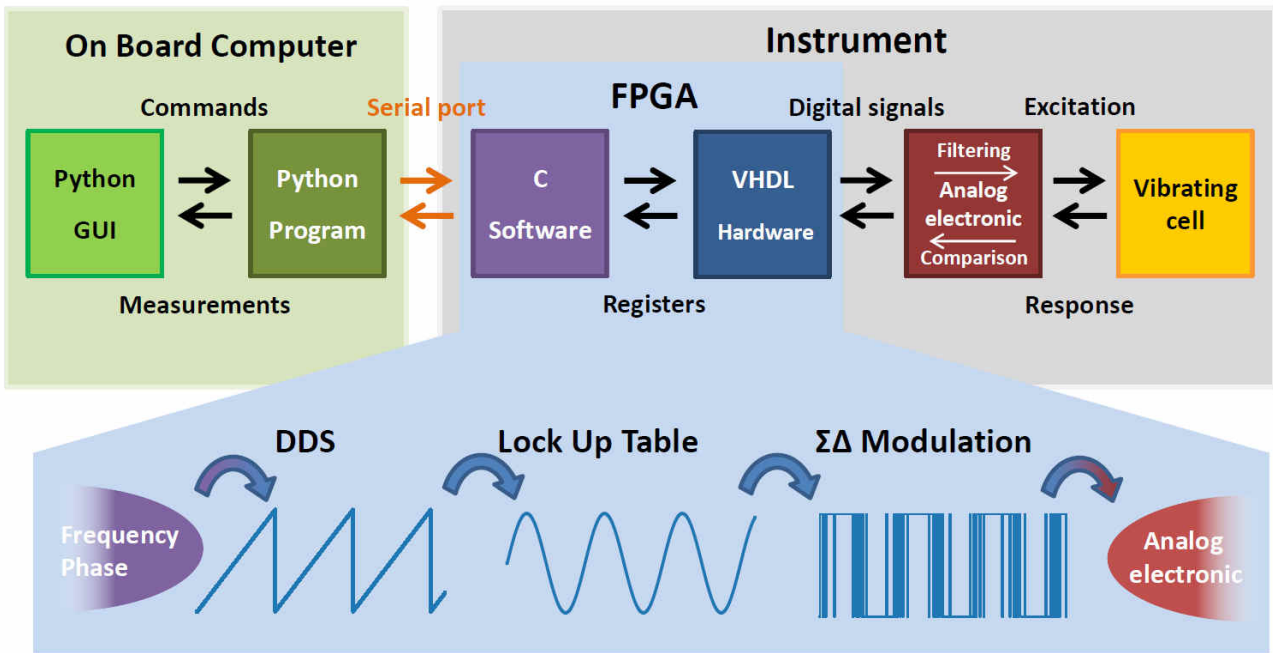 On Board Computer
Instrument
FPGA
Commands
Serial port
Digital signals
Excitation
Python
GUI
Python
Program
C
Software
VHDL
Hardware
Filtering
Analog
electronic
Comparison
Vibrating
cell
Measurements
Registers
Response
DDS
Lock Up Table
ΣΔ Modulation
Frequency
Phase
Analog
electronic